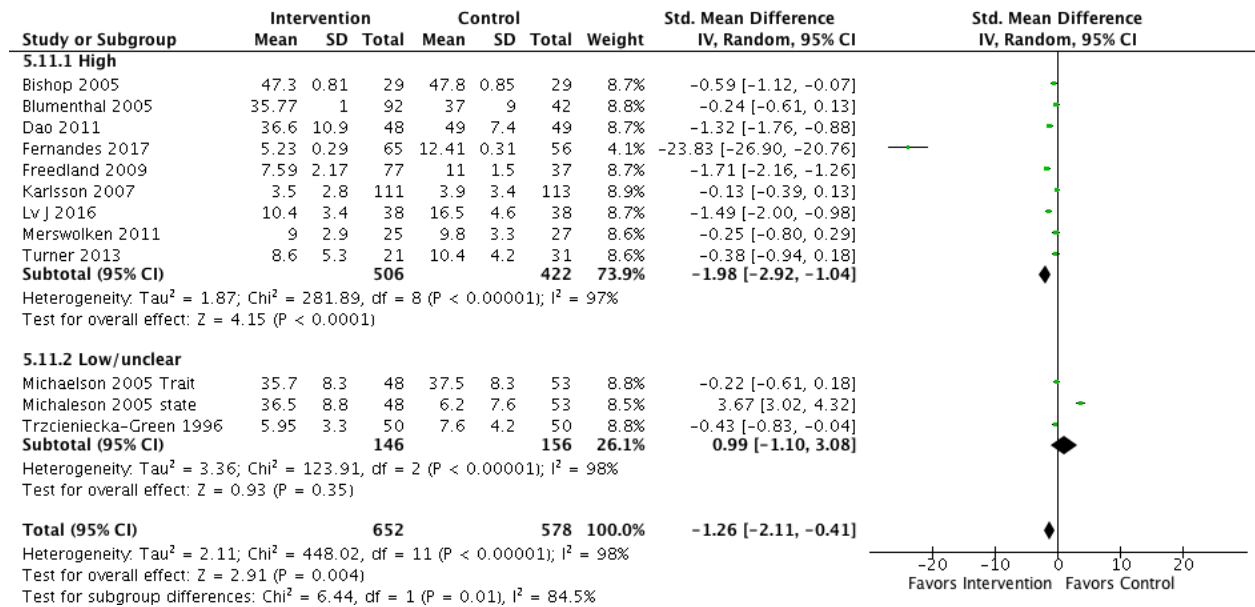 Intervention Control Std. Mean Difference Std. Mean Difference
Study or Subgroup Mean SD Total Mean SD Total Weight IV, Random, 95% CI IV, Random, 95% CI
5.11.1 High
Bishop 2005 47.3 0.81 29 47.8 0.85 29 8.7% -0.59 [-1.12, -0.07]
Blumenthal 2005 35.77 1 92 37 9 42 8.8% -0.24 [-0.61, 0.13]
Dao 2011 36.6 10.9 48 49 7.4 49 8.7% -1.32 [-1.76, -0.88]
Fernandes 2017 5.23 0.29 65 12.41 0.31 56 4.1% -23.83 [-26.90, -20.76]
Freedland 2009 7.59 2.17 77 11 1.5 37 8.7% -1.71 [-2.16, -1.26]
Karlsson 2007 3.5 2.8 111 3.9 3.4 113 8.9% -0.13 [-0.39, 0.13]
Lv J 2016 10.4 3.4 38 16.5 4.6 38 8.7% -1.49 [-2.00, -0.98]
Merswolken 2011 9 2.9 25 9.8 3.3 27 8.6% -0.25 [-0.80, 0.29]
Turner 2013 8.6 5.3 21 10.4 4.2 31 8.6% -0.38 [-0.94, 0.18]
Subtotal (95% CI) 506 422 73.9% -1.98 [-2.92, -1.04]
Heterogeneity: Tau² = 1.87; Chi² = 281.89, df = 8 (P < 0.00001); I² = 97%
Test for overall effect: Z = 4.15 (P < 0.0001)
5.11.2 Low/unclear
Michaelson 2005 Trait 35.7 8.3 48 37.5 8.3 53 8.8% -0.22 [-0.61, 0.18]
Michaleson 2005 state 36.5 8.8 48 6.2 7.6 53 8.5% 3.67 [3.02, 4.32]
Trzcieniecka-Green 1996 5.95 3.3 50 7.6 4.2 50 8.8% -0.43 [-0.83, -0.04]
Subtotal (95% CI) 146 156 26.1% 0.99 [-1.10, 3.08]
Heterogeneity: Tau² = 3.36; Chi² = 123.91, df = 2 (P < 0.00001); I² = 98%
Test for overall effect: Z = 0.93 (P = 0.35)
Total (95% CI) 652 578 100.0% -1.26 [-2.11, -0.41]
Heterogeneity: Tau² = 2.11; Chi² = 448.02, df = 11 (P < 0.00001); I² = 98%
Test for overall effect: Z = 2.91 (P = 0.004)
Test for subgroup differences: Chi² = 6.44, df = 1 (P = 0.01), I² = 84.5%
-20 -10 0 10 20
Favors Intervention Favors Control